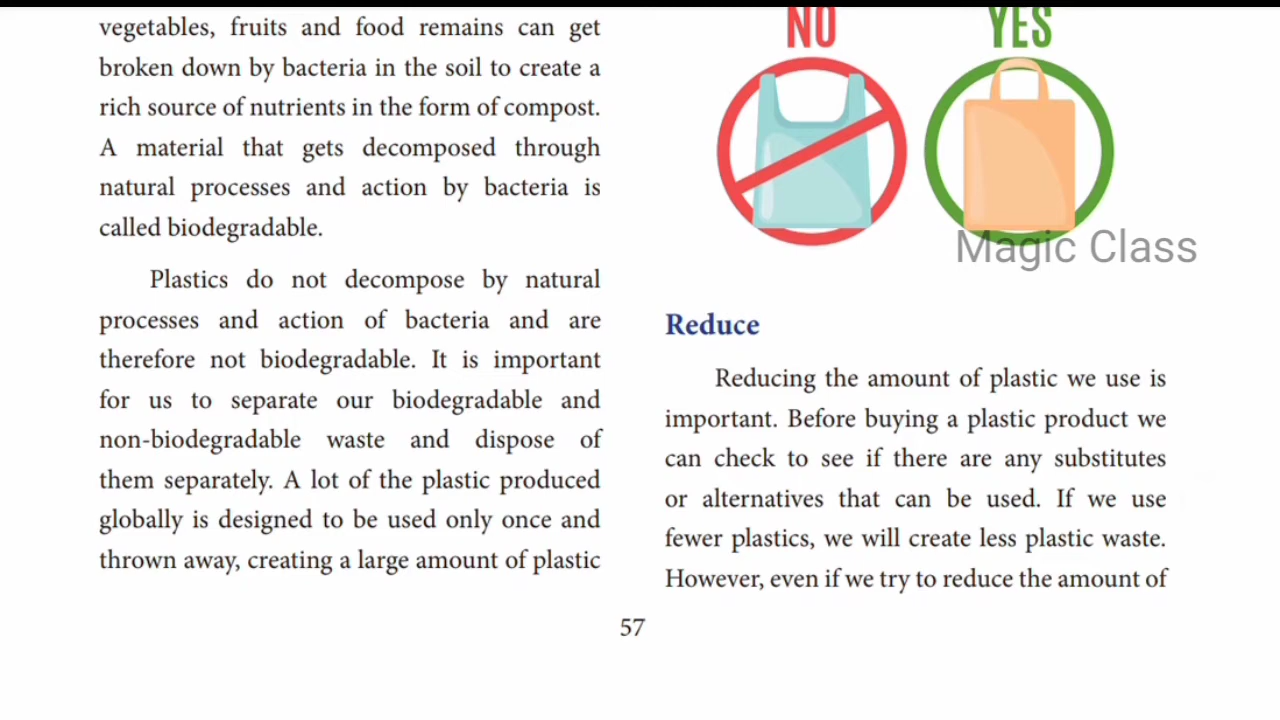 vegetables, fruits and food remains can get
broken down by bacteria in the soil to create a
rich source of nutrients in the form of compost.
A material that gets decomposed through
natural processes and action by bacteria is
called biodegradable.
Plastics do not decompose by natural
processes and action of bacteria and are
therefore not biodegradable. It is important
for us to separate our biodegradable and
non-biodegradable waste and dispose of
them separately. A lot of the plastic produced
globally is designed to be used only once and
thrown away, creating a large amount of plastic
NO YES
Magic Class
Reduce
Reducing the amount of plastic we use is
important. Before buying a plastic product we
can check to see if there are any substitutes
or alternatives that can be used. If we use
fewer plastics, we will create less plastic waste.
However, even if we try to reduce the amount of
57